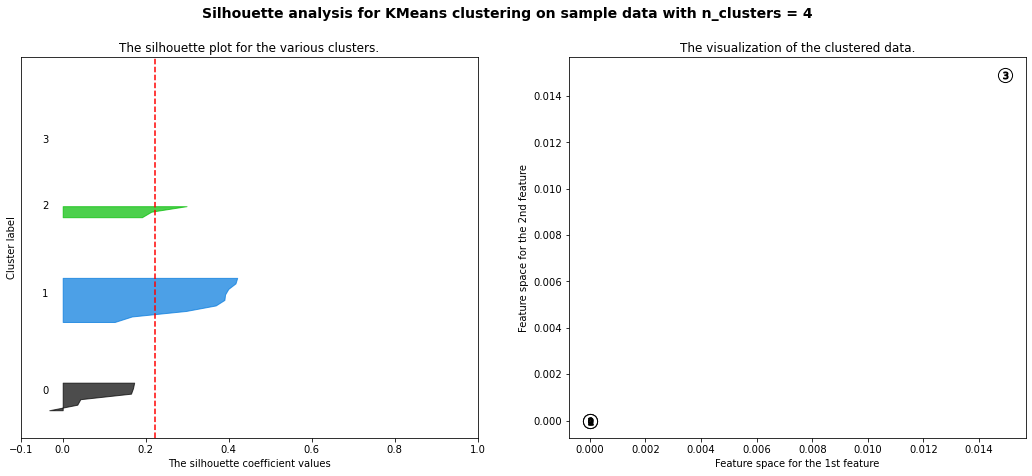 Silhouette analysis for KMeans clustering on sample data with n_clusters = 4
The silhouette plot for the various clusters.
Cluster label
3
2
1
0
−0.1 0.0 0.2 0.4 0.6 0.8 1.0
The silhouette coefficient values
The visualization of the clustered data.
Feature space for the 2nd feature
0.014
0.012
0.010
0.008
0.006
0.004
0.002
0.000
3
0.000 0.002 0.004 0.006 0.008 0.010 0.012 0.014
Feature space for the 1st feature